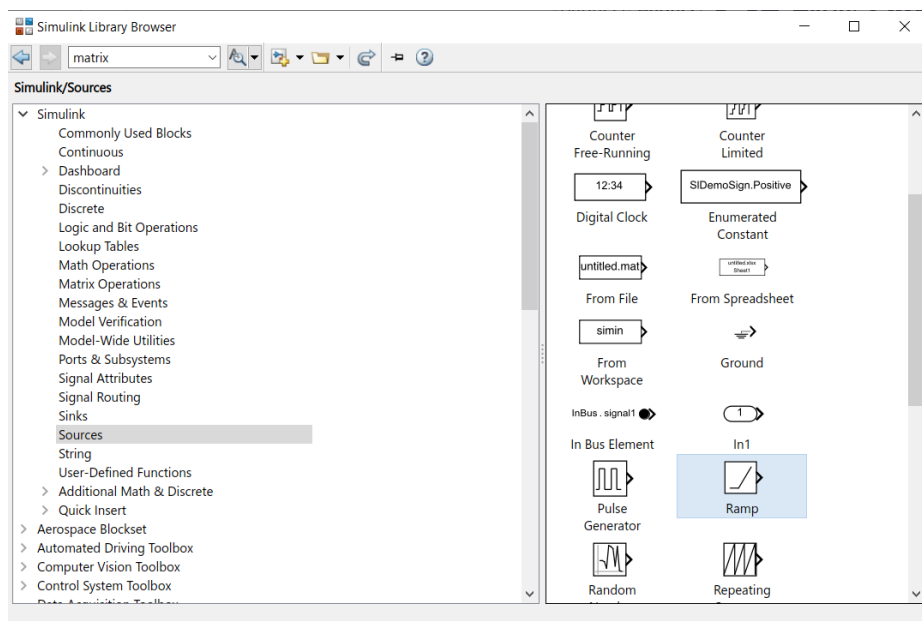 Simulink Library Browser
matrix
Simulink/Sources
Simulink
Commonly Used Blocks
Continuous
Dashboard
Discontinuities
Discrete
Logic and Bit Operations
Lookup Tables
Math Operations
Matrix Operations
Messages & Events
Model Verification
Model-Wide Utilities
Ports & Subsystems
Signal Attributes
Signal Routing
Sinks
Sources
String
User-Defined Functions
Additional Math & Discrete
Quick Insert
Aerospace Blockset
Automated Driving Toolbox
Computer Vision Toolbox
Control System Toolbox
Counter
Free-Running
Counter
Limited
12:34
Digital Clock
SlDemoSign.Positive
Enumerated
Constant
untitled.mat
From File
untitled.xlsx
Sheet1
From Spreadsheet
simin
From
Workspace
Ground
InBus . signal1
In Bus Element
1
In1
Pulse
Generator
Ramp
Random
Repeating